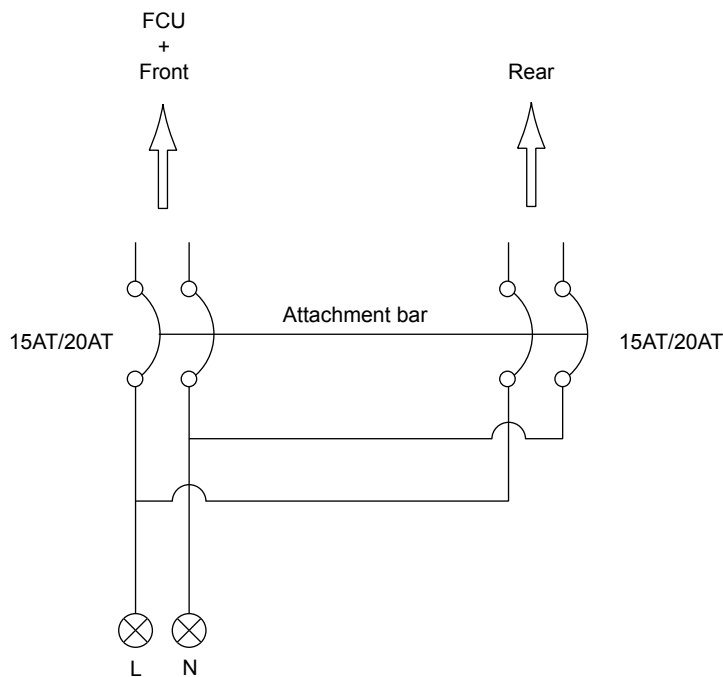 FCU
+
Front
Rear
Attachment bar
15AT/20AT
15AT/20AT
L
N